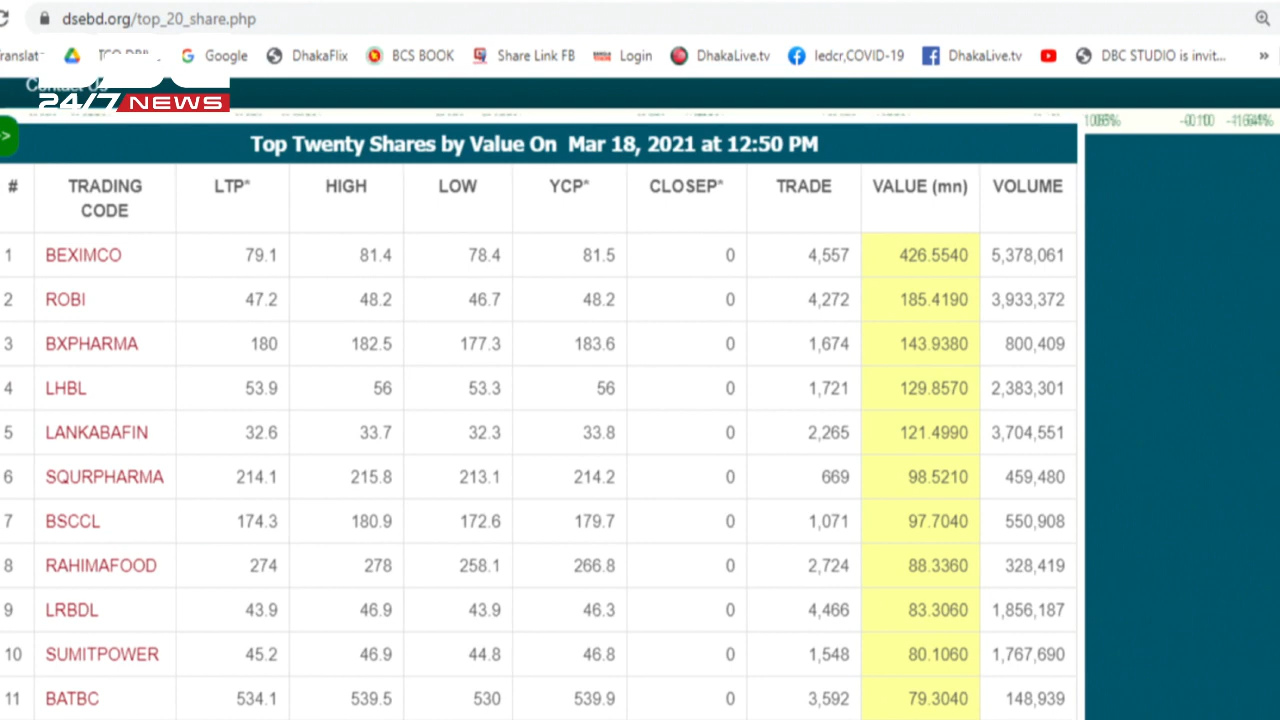 dsebd.org/top_20_share.php
Google DhakaFlix BCS BOOK Share Link FB Login DhakaLive.tv Iedcr,COVID-19 DhakaLive.tv DBC STUDIO is invit... »
24/7 NEWS
Top Twenty Shares by Value On Mar 18, 2021 at 12:50 PM
# TRADING CODE LTP* HIGH LOW YCP* CLOSEP* TRADE VALUE (mn) VOLUME
1 BEXIMCO 79.1 81.4 78.4 81.5 0 4,557 426.5540 5,378,061
2 ROBI 47.2 48.2 46.7 48.2 0 4,272 185.4190 3,933,372
3 BXPHARMA 180 182.5 177.3 183.6 0 1,674 143.9380 800,409
4 LHBL 53.9 56 53.3 56 0 1,721 129.8570 2,383,301
5 LANKABAFIN 32.6 33.7 32.3 33.8 0 2,265 121.4990 3,704,551
6 SQURPHARMA 214.1 215.8 213.1 214.2 0 669 98.5210 459,480
7 BSCCL 174.3 180.9 172.6 179.7 0 1,071 97.7040 550,908
8 RAHIMAFOOD 274 278 258.1 266.8 0 2,724 88.3360 328,419
9 LRBDL 43.9 46.9 43.9 46.3 0 4,466 83.3060 1,856,187
10 SUMITPOWER 45.2 46.9 44.8 46.8 0 1,548 80.1060 1,767,690
11 BATBC 534.1 539.5 530 539.9 0 3,592 79.3040 148,939